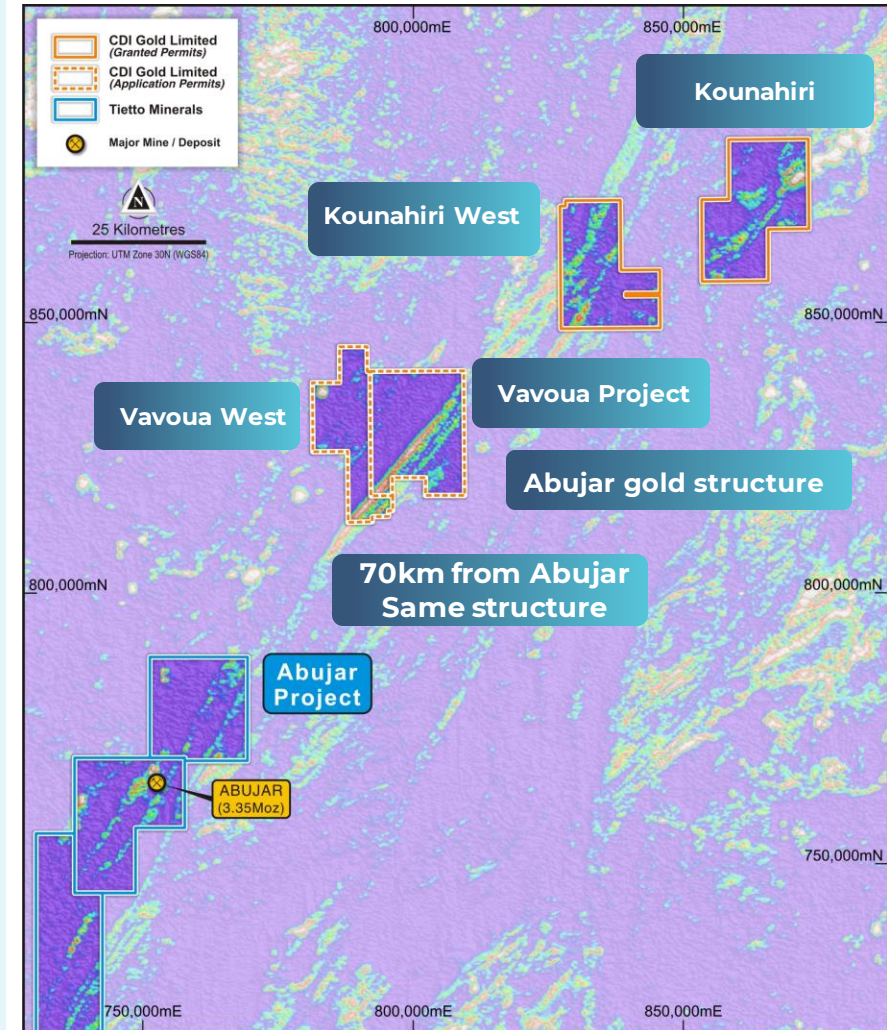 800,000mE
850,000mE
CDI Gold Limited
(Granted Permits)
CDI Gold Limited
(Application Permits)
Tietto Minerals
Major Mine / Deposit
N
25 Kilometres
Projection: UTM Zone 30N (WGS84)
Kounahiri
Kounahiri West
850,000mN
850,000mN
Vavoua West
Vavoua Project
Abujar gold structure
70km from Abujar
Same structure
800,000mN
800,000mN
Abujar
Project
ABUJAR
(3.35Moz)
750,000mN
750,000mE
800,000mE
850,000mE